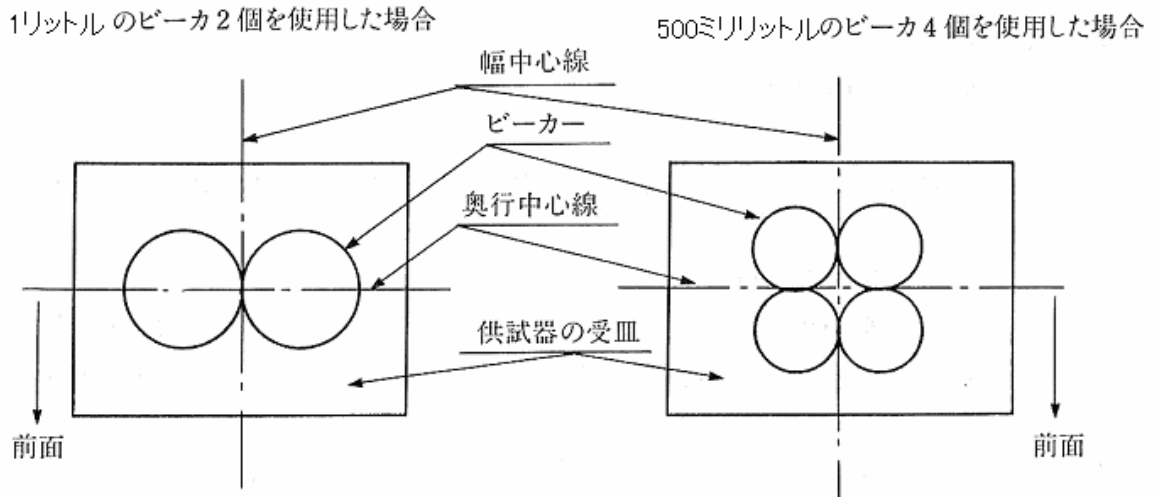 1リットル のビーカ2個を使用した場合
500ミリリットルのビーカ4個を使用した場合
幅中心線
ビーカー
奥行中心線
供試器の受皿
前面
前面